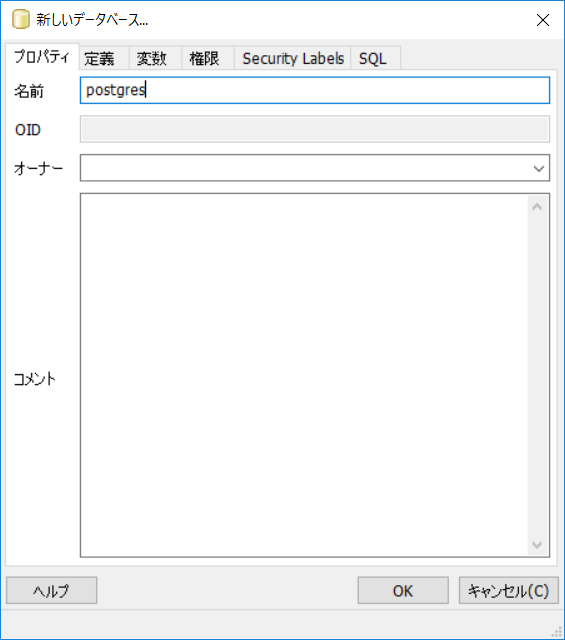 新しいデータベース...
プロパティ 定義 変数 権限 Security Labels SQL
名前 postgres
OID
オーナー
コメント
ヘルプ OK キャンセル(C)